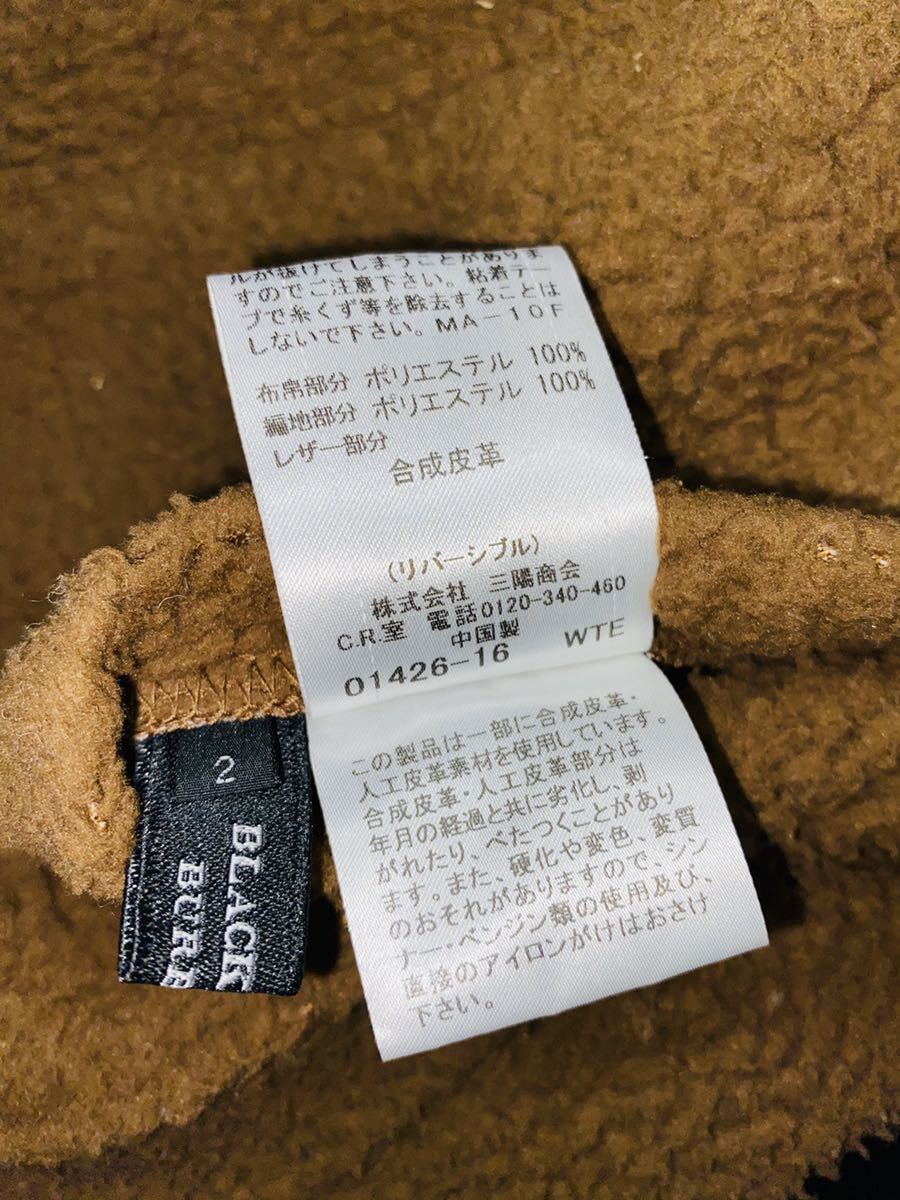 ルが抜けてしまうことがありま
すのでご注意下さい。粘着テー
プで糸くず等を除去することは
しないで下さい。MA-10F
布帛部分 ポリエステル 100%
編地部分 ポリエステル 100%
レザー部分
合成皮革
(リバーシブル)
株式会社 三陽商会
C.R.室 電話0120-340-460
中国製
01426-16 WTE
この製品は一部に合成皮革・
人工皮革素材を使用しています。
合成皮革・人工皮革部分は
年月の経過と共に劣化し、剥
がれたり、べたつくことがあり
ます。また、硬化や変色、変質
のおそれがありますので、シン
ナー・ベンジン類の使用及び、
直接のアイロンがけはおさけ
下さい。
2
BLACK
BUR